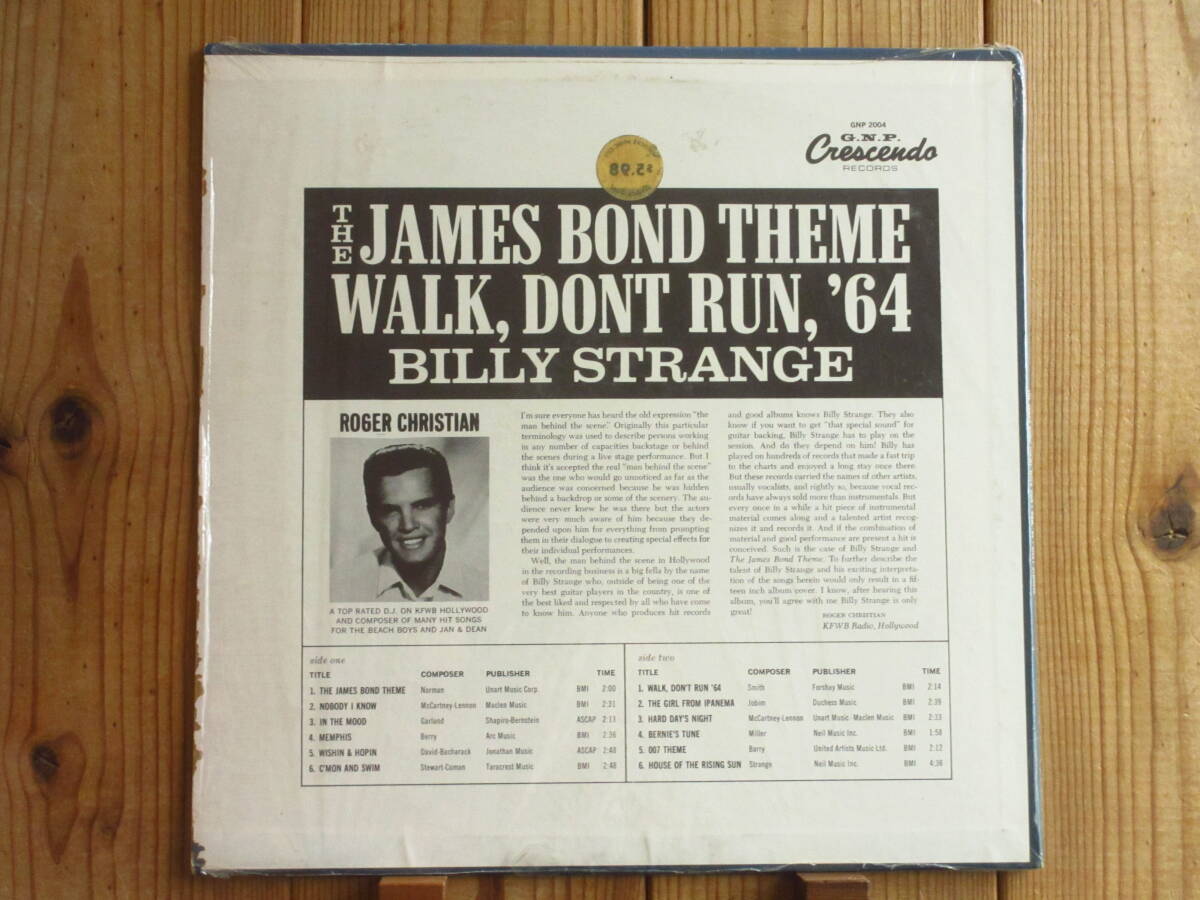 GNP 2004
G.N.P.
Crescendo
RECORDS
$5.98
THE JAMES BOND THEME
WALK, DONT RUN, '64
BILLY STRANGE
ROGER CHRISTIAN
A TOP RATED D.J. ON KFWB HOLLYWOOD
AND COMPOSER OF MANY HIT SONGS
FOR THE BEACH BOYS AND JAN & DEAN
I'm sure everyone has heard the old expression "the
man behind the scene." Originally this particular
terminology was used to describe persons working
in any number of capacities backstage or behind
the scenes during a live stage performance. But I
think it's accepted the real "man behind the scene"
was the one who would go unnoticed as far as the
audience was concerned because he was hidden
behind a backdrop or some of the scenery. The au-
dience never knew he was there but the actors
were very much aware of him because they de-
pended upon him for everything from prompting
them in their dialogue to creating special effects for
their individual performances.
Well, the man behind the scene in Hollywood
in the recording business is a big fella by the name
of Billy Strange who, outside of being one of the
very best guitar players in the country, is one of
the best liked and respected by all who have come
to know him. Anyone who produces hit records
and good albums knows Billy Strange. They also
know if you want to get "that special sound" for
guitar backing, Billy Strange has to play on the
session. And do they depend on him! Billy has
played on hundreds of records that made a fast trip
to the charts and enjoyed a long stay once there.
But these records carried the names of other artists,
usually vocalists, and rightly so, because vocal rec-
ords have always sold more than instrumentals. But
every once in a while a hit piece of instrumental
material comes along and a talented artist recog-
nizes it and records it. And if the combination of
material and good performance are present a hit is
conceived. Such is the case of Billy Strange and
The James Bond Theme. To further describe the
talent of Billy Strange and his exciting interpreta-
tion of the songs herein would only result in a fif-
teen inch album cover. I know, after hearing this
album, you'll agree with me Billy Strange is only
great!
ROGER CHRISTIAN
KFWB Radio, Hollywood
side one
TITLE COMPOSER PUBLISHER TIME
1. THE JAMES BOND THEME Norman Unart Music Corp. BMI 2:00
2. NOBODY I KNOW McCartney-Lennon Maclen Music BMI 2:31
3. IN THE MOOD Garland Shapiro-Bernstein ASCAP 2:11
4. MEMPHIS Berry Arc Music BMI 2:36
5. WISHIN & HOPIN David-Bacharack Jonathan Music ASCAP 2:48
6. C'MON AND SWIM Stewart-Coman Taracrest Music BMI 2:48
side two
TITLE COMPOSER PUBLISHER TIME
1. WALK, DON'T RUN '64 Smith Forshay Music BMI 2:14
2. THE GIRL FROM IPANEMA Jobim Duchess Music BMI 2:39
3. HARD DAY'S NIGHT McCartney-Lennon Unart Music-Maclen Music BMI 2:33
4. BERNIE'S TUNE Miller Neil Music Inc. BMI 1:58
5. 007 THEME Barry United Artists Music Ltd. BMI 2:12
6. HOUSE OF THE RISING SUN Strange Neil Music Inc. BMI 4:36